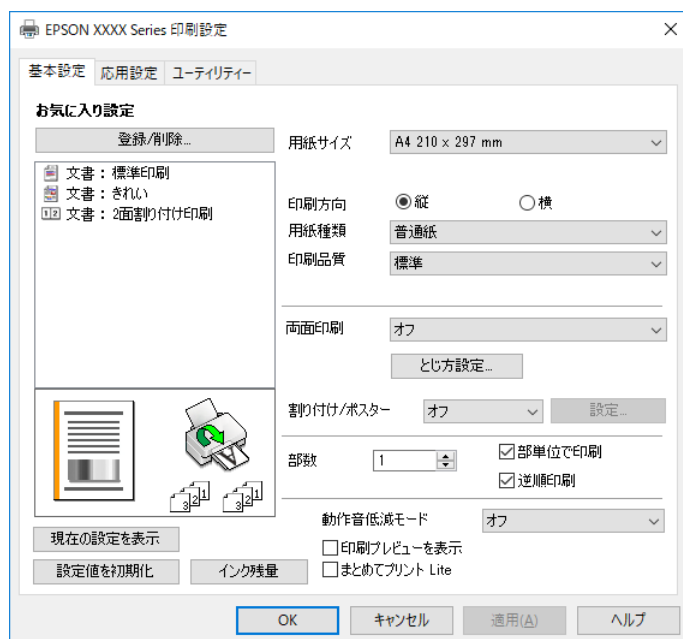 EPSON XXXX Series 印刷設定
基本設定 応用設定 ユーティリティー
お気に入り設定
登録/削除...
文書：標準印刷
文書：きれい
1 2 文書：2面割り付け印刷
用紙サイズ A4 210 x 297 mm
印刷方向 縦 横
用紙種類 普通紙
印刷品質 標準
両面印刷 オフ
とじ方設定...
割り付け/ポスター オフ 設定...
部数 1 部単位で印刷
逆順印刷
3 2 1 3 2 1
動作音低減モード オフ
現在の設定を表示 印刷プレビューを表示
設定値を初期化 インク残量 まとめてプリント Lite
OK キャンセル 適用(A) ヘルプ